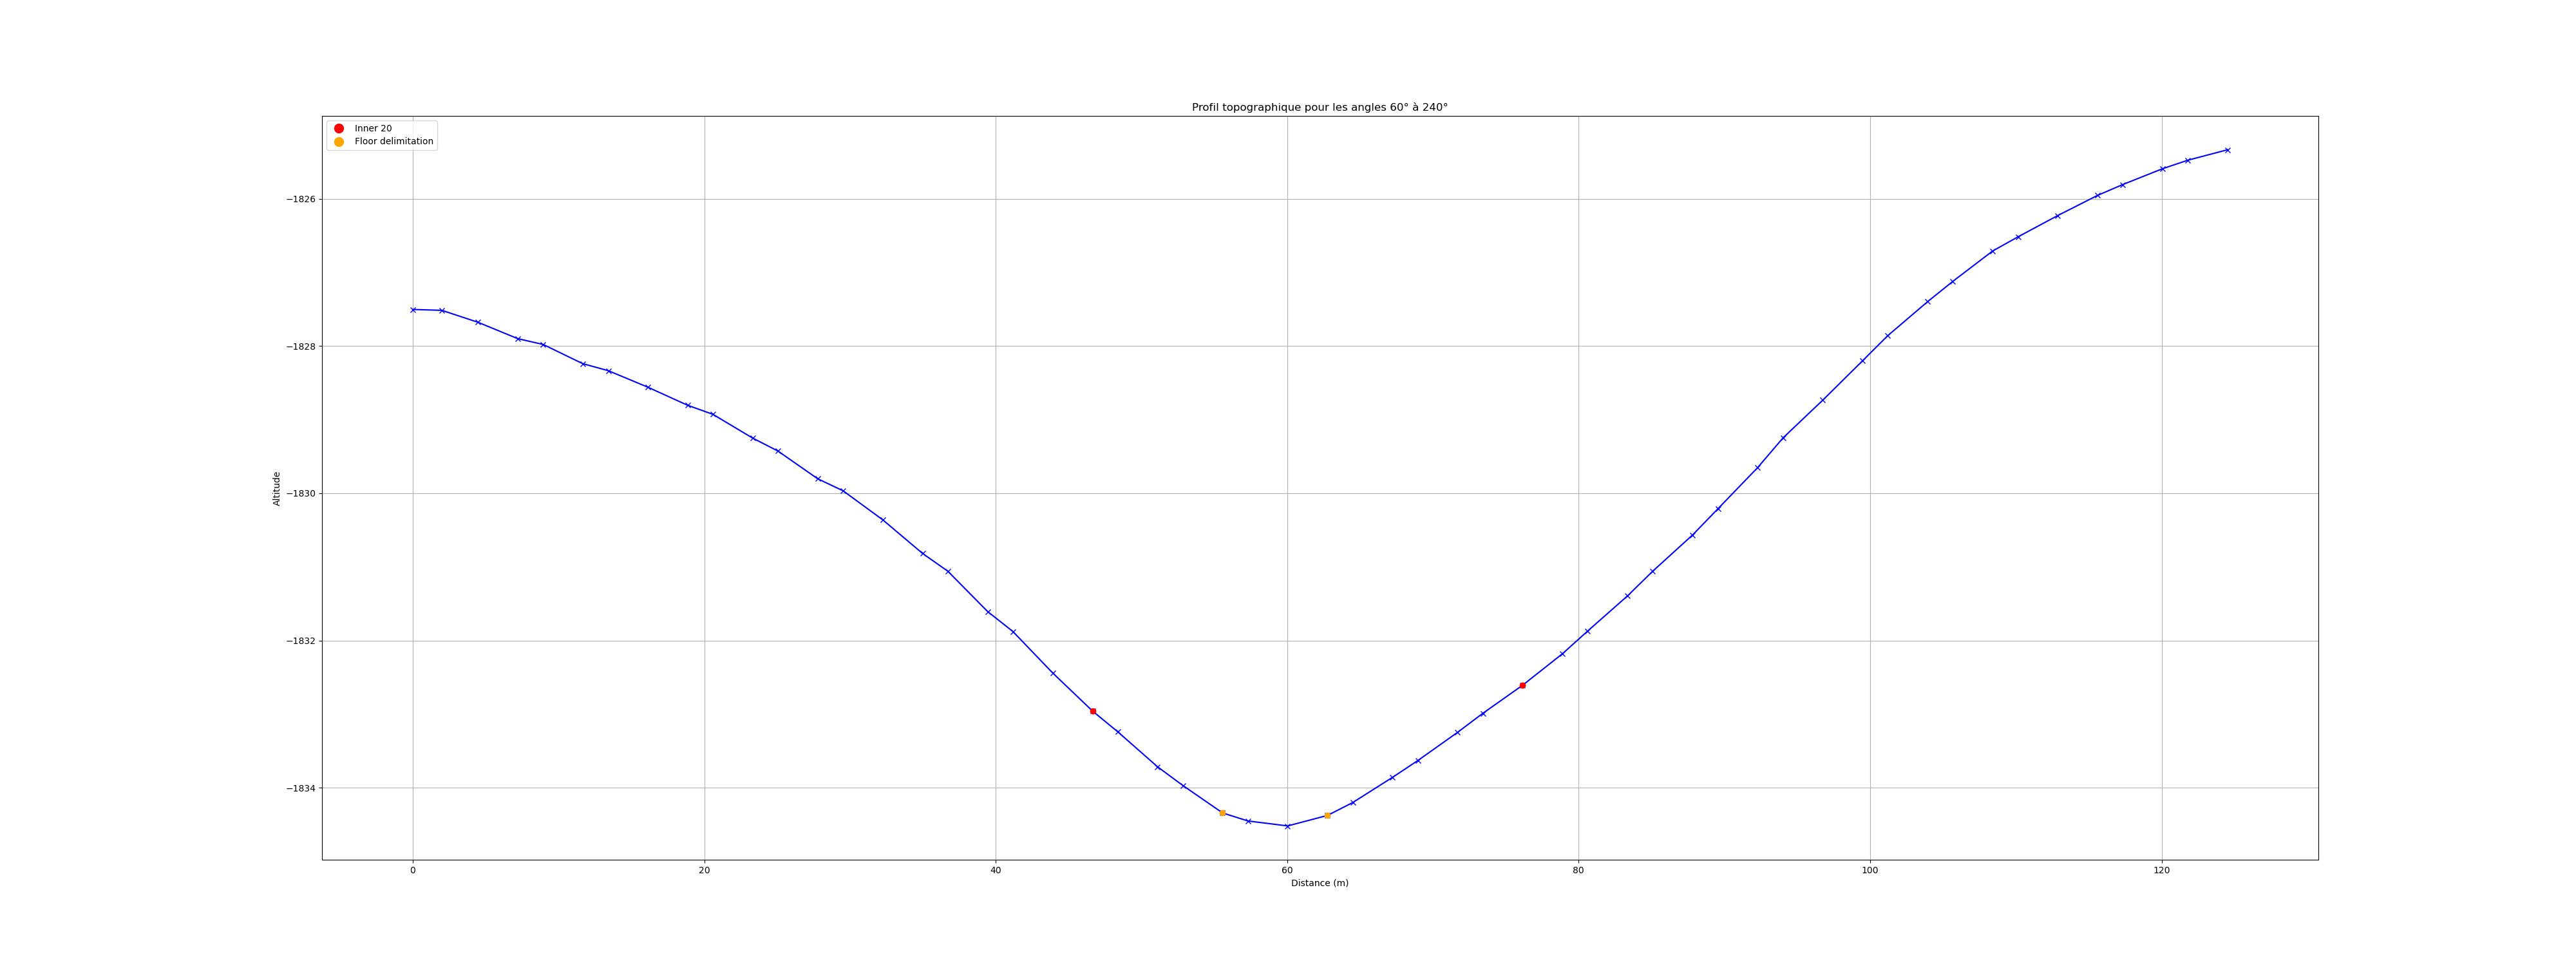 Profil topographique pour les angles 60° à 240°
Inner 20
Floor delimitation
Altitude
−1826
−1828
−1830
−1832
−1834
0 20 40 60 80 100 120
Distance (m)